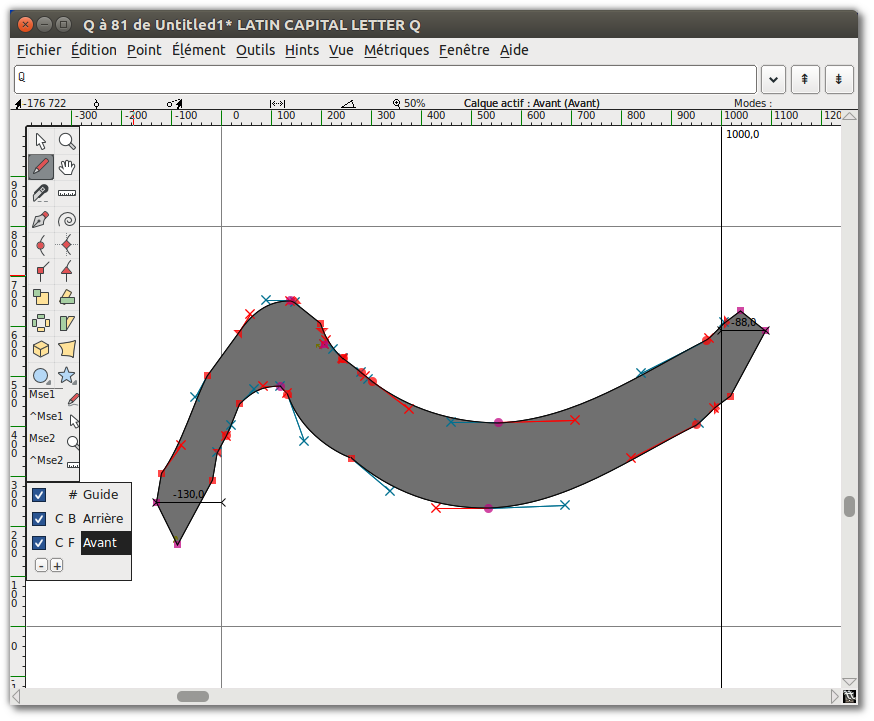 Q à 81 de Untitled1* LATIN CAPITAL LETTER Q
Fichier Édition Point Élément Outils Hints Vue Métriques Fenêtre Aide
Q
-176 722 50% Calque actif : Avant (Avant) Modes :
-300 -200 -100 0 100 200 300 400 500 600 700 800 900 1000 1100 120
1000,0
900
800
700
600
500
400
300
200
100
0
-1
-88,0
-130,0
Mse1
^Mse1
Mse2
^Mse2
# Guide
C B Arrière
C F Avant
- +